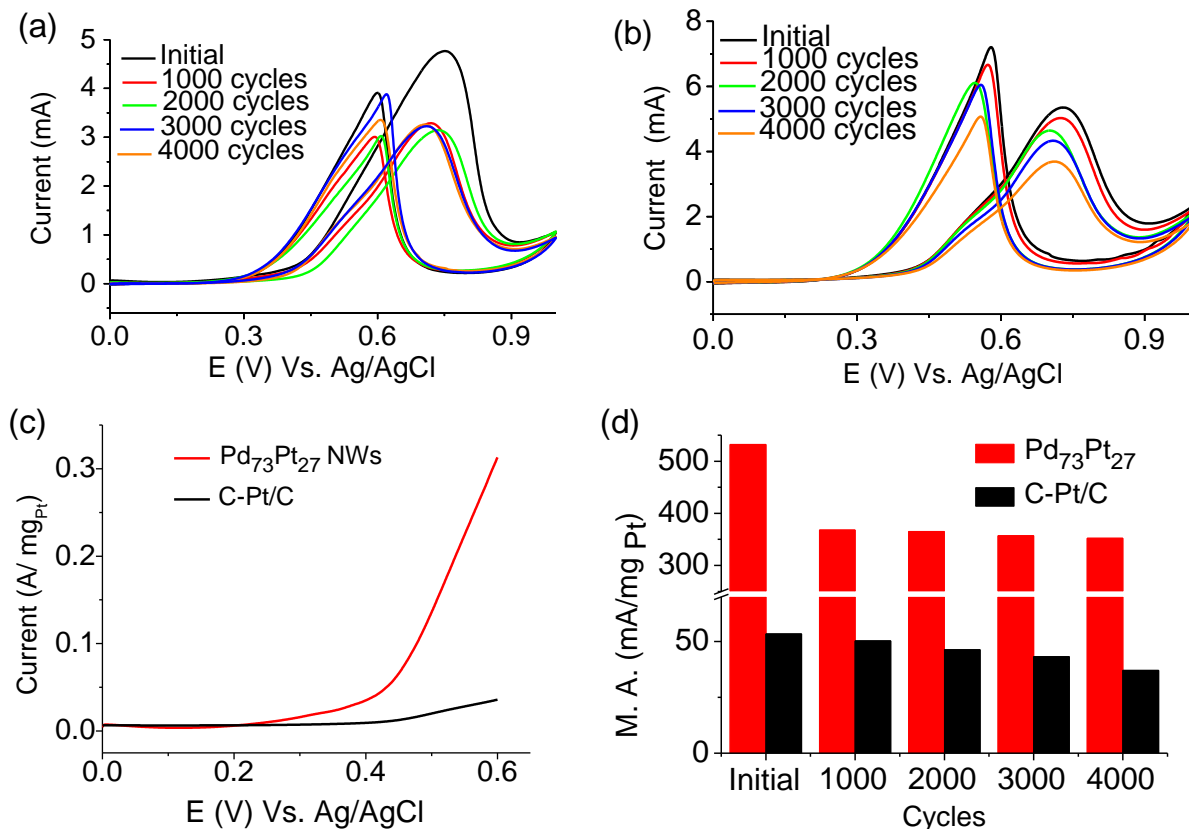 (a)
Initial
1000 cycles
2000 cycles
3000 cycles
4000 cycles
Current (mA)
5
4
3
2
1
0
0.0 0.3 0.6 0.9
E (V) Vs. Ag/AgCl
(b)
Initial
1000 cycles
2000 cycles
3000 cycles
4000 cycles
Current (mA)
8
6
4
2
0
0.0 0.3 0.6 0.9
E (V) Vs. Ag/AgCl
(c)
Pd73Pt27 NWs
C-Pt/C
Current (A/ mgPt)
0.3
0.2
0.1
0.0
0.0 0.2 0.4 0.6
E (V) Vs. Ag/AgCl
(d)
Pd73Pt27
C-Pt/C
M. A. (mA/mg Pt)
500
400
300
50
0
Initial 1000 2000 3000 4000
Cycles